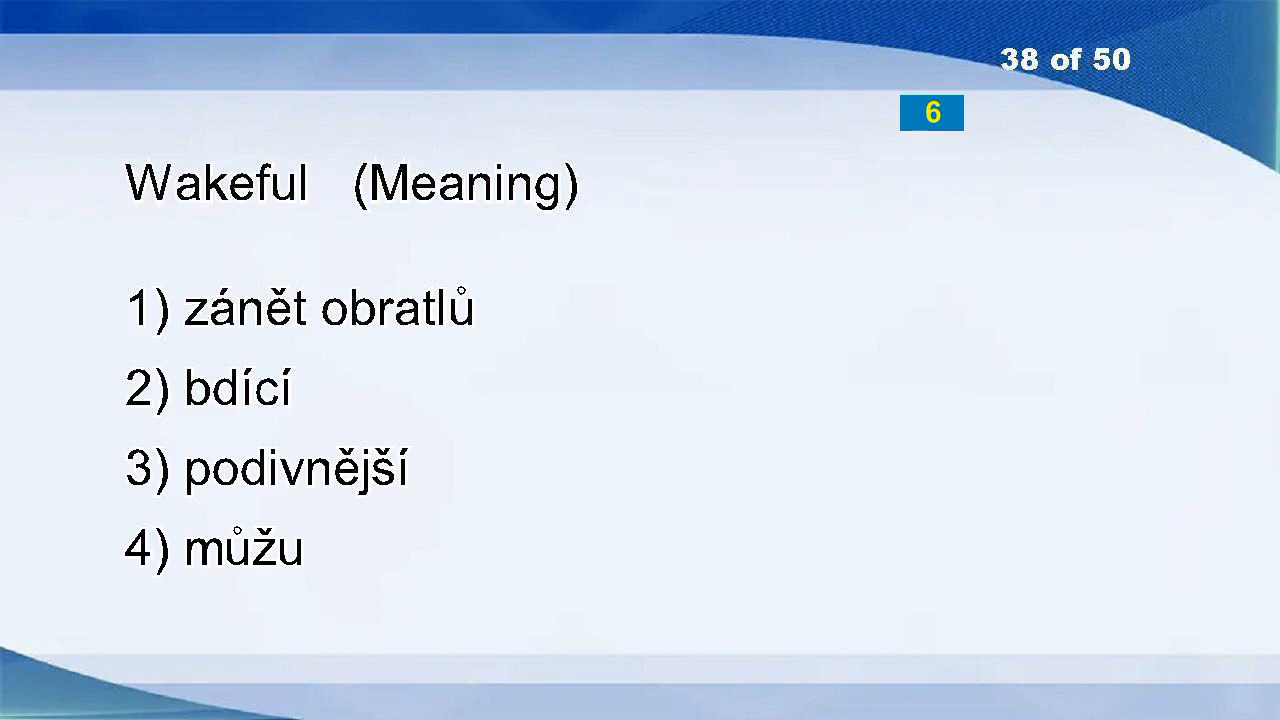 38 of 50
6
Wakeful (Meaning)
1) zánět obratlů
2) bdící
3) podivnější
4) můžu